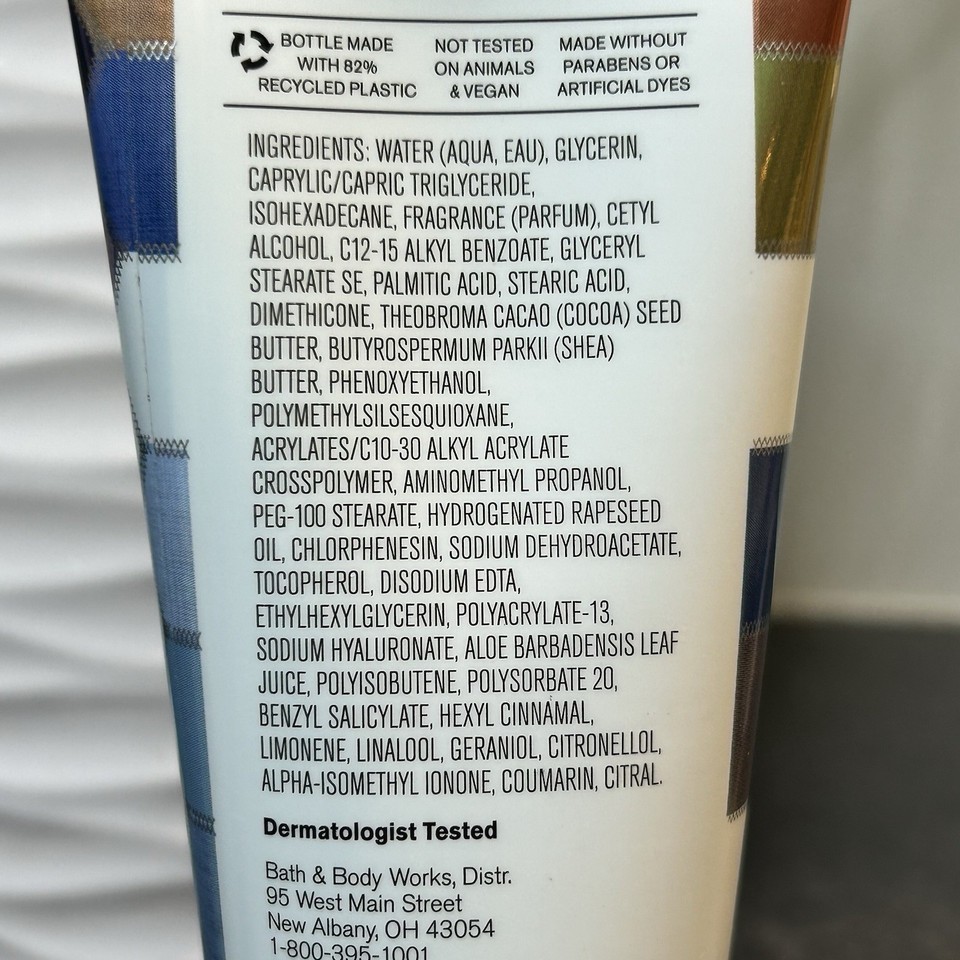 BOTTLE MADE
WITH 82%
RECYCLED PLASTIC
NOT TESTED
ON ANIMALS
& VEGAN
MADE WITHOUT
PARABENS OR
ARTIFICIAL DYES
INGREDIENTS: WATER (AQUA, EAU), GLYCERIN,
CAPRYLIC/CAPRIC TRIGLYCERIDE,
ISOHEXADECANE, FRAGRANCE (PARFUM), CETYL
ALCOHOL, C12-15 ALKYL BENZOATE, GLYCERYL
STEARATE SE, PALMITIC ACID, STEARIC ACID,
DIMETHICONE, THEOBROMA CACAO (COCOA) SEED
BUTTER, BUTYROSPERMUM PARKII (SHEA)
BUTTER, PHENOXYETHANOL,
POLYMETHYLSILSESQUIOXANE,
ACRYLATES/C10-30 ALKYL ACRYLATE
CROSSPOLYMER, AMINOMETHYL PROPANOL,
PEG-100 STEARATE, HYDROGENATED RAPESEED
OIL, CHLORPHENESIN, SODIUM DEHYDROACETATE,
TOCOPHEROL, DISODIUM EDTA,
ETHYLHEXYLGLYCERIN, POLYACRYLATE-13,
SODIUM HYALURONATE, ALOE BARBADENSIS LEAF
JUICE, POLYISOBUTENE, POLYSORBATE 20,
BENZYL SALICYLATE, HEXYL CINNAMAL,
LIMONENE, LINALOOL, GERANIOL, CITRONELLOL,
ALPHA-ISOMETHYL IONONE, COUMARIN, CITRAL.
Dermatologist Tested
Bath & Body Works, Distr.
95 West Main Street
New Albany, OH 43054
1-800-395-1001